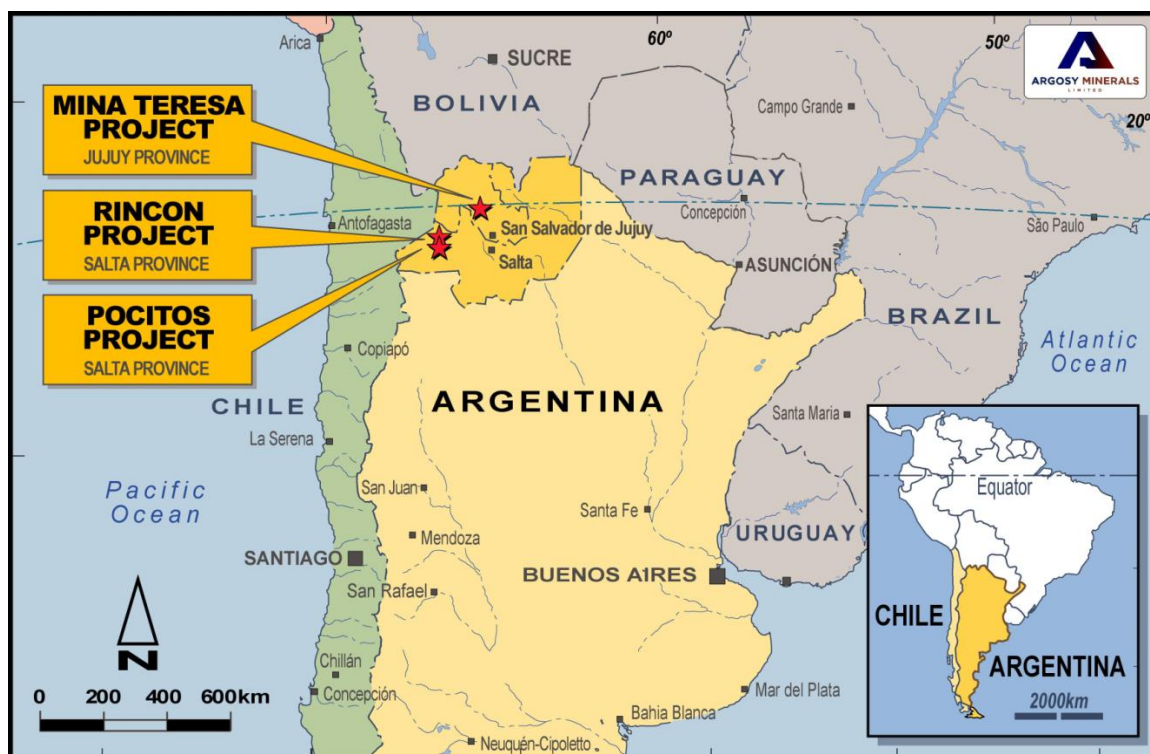 60º
50º
20º
ARGOSY MINERALS
LIMITED
Arica
SUCRE
BOLIVIA
Campo Grande
MINA TERESA
PROJECT
JUJUY PROVINCE
PARAGUAY
Concepción
RINCON
PROJECT
SALTA PROVINCE
Antofagasta
San Salvador de Jujuy
Salta
São Paulo
ASUNCIÓN
POCITOS
PROJECT
SALTA PROVINCE
BRAZIL
Atlantic
Ocean
Copiapó
CHILE
ARGENTINA
La Serena
Santa Maria
Pacific
Ocean
San Juan
Santa Fe
Mendoza
URUGUAY
SANTIAGO
BUENOS AIRES
San Rafael
N
Chillán
Concepción
0 200 400 600km
Mar del Plata
Bahia Blanca
Neuquén-Cipoletto
Equator
CHILE
ARGENTINA
2000km